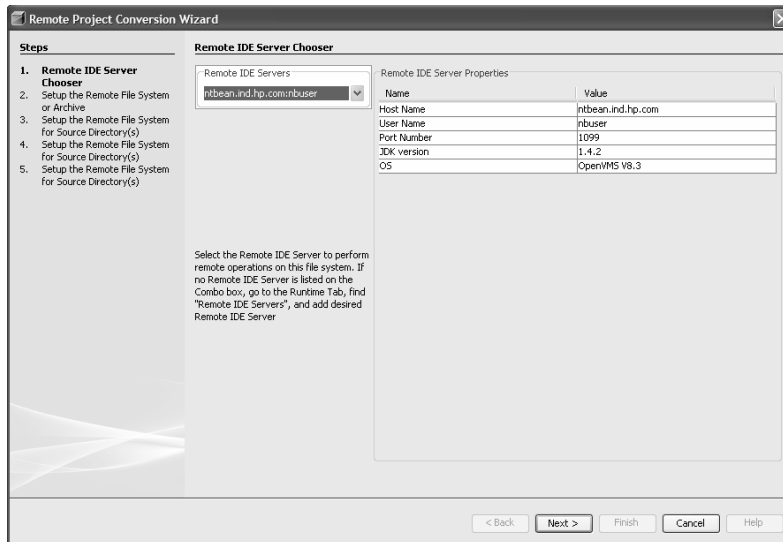 Remote Project Conversion Wizard
Steps
1. Remote IDE Server
Chooser
2. Setup the Remote File System
or Archive
3. Setup the Remote File System
for Source Directory(s)
4. Setup the Remote File System
for Source Directory(s)
5. Setup the Remote File System
for Source Directory(s)
Remote IDE Server Chooser
Remote IDE Servers
ntbean.ind.hp.com:nbuser
Select the Remote IDE Server to perform
remote operations on this file system. If
no Remote IDE Server is listed on the
Combo box, go to the Runtime Tab, find
"Remote IDE Servers", and add desired
Remote IDE Server
Remote IDE Server Properties
Name Value
Host Name ntbean.ind.hp.com
User Name nbuser
Port Number 1099
JDK version 1.4.2
OS OpenVMS V8.3
< Back Next > Finish Cancel Help